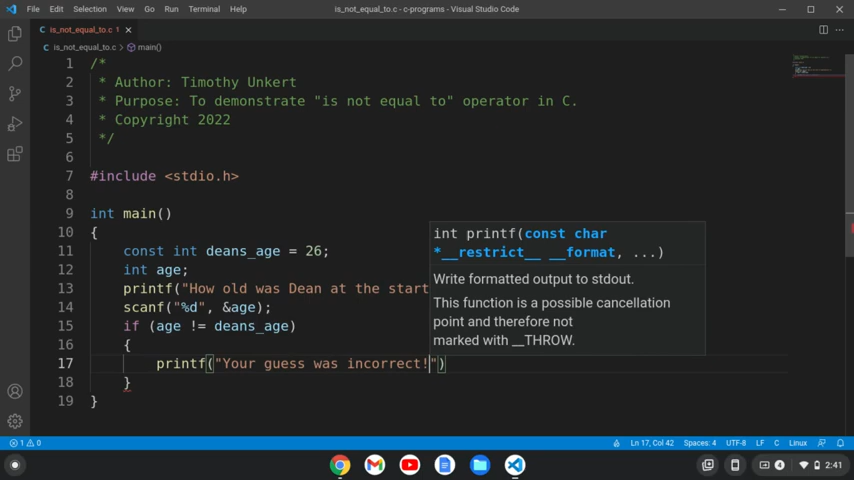 File Edit Selection View Go Run Terminal Help
is_not_equal_to.c - c-programs - Visual Studio Code
is_not_equal_to.c 1
is_not_equal_to.c > main()
1 /*
2 * Author: Timothy Unkert
3 * Purpose: To demonstrate "is not equal to" operator in C.
4 * Copyright 2022
5 */
6
7 #include <stdio.h>
8
9 int main()
10 {
11 const int deans_age = 26;
12 int age;
13 printf("How old was Dean at the start
14 scanf("%d", &age);
15 if (age != deans_age)
16 {
17 printf("Your guess was incorrect!")
18 }
19 }
int printf(const char
*__restrict__ __format, ...)
Write formatted output to stdout.
This function is a possible cancellation
point and therefore not
marked with __THROW.
1 0 Ln 17, Col 42 Spaces: 4 UTF-8 LF C Linux
4 2:41